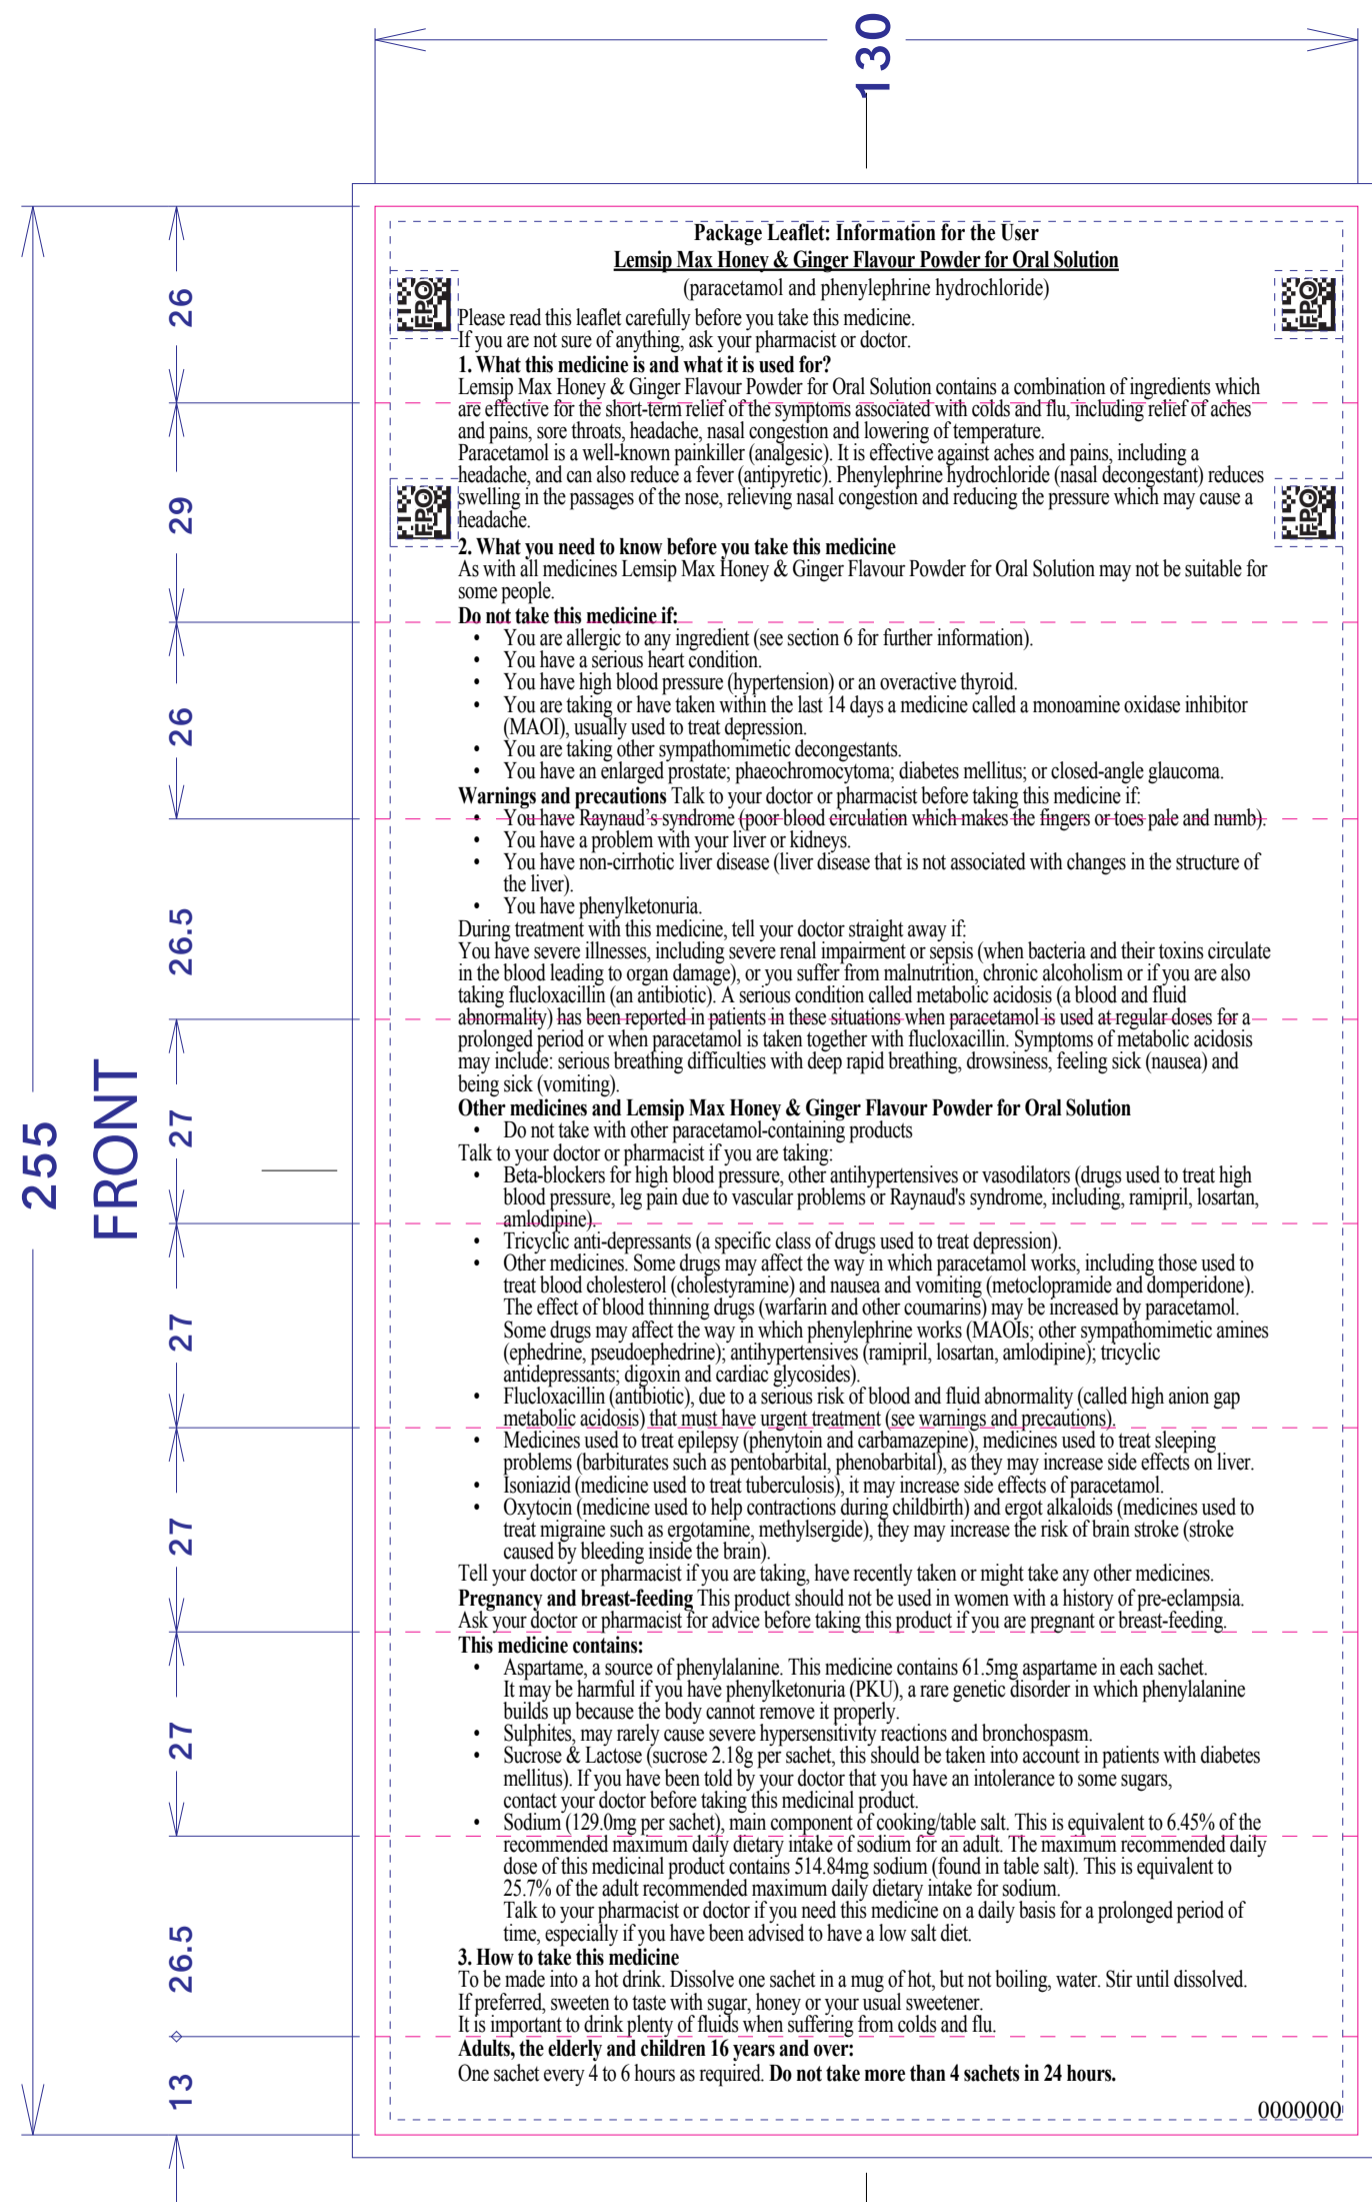 130
255
FRONT
26
29
26
26.5
27
27
27
27
26.5
13
Package Leaflet: Information for the User
Lemsip Max Honey & Ginger Flavour Powder for Oral Solution
(paracetamol and phenylephrine hydrochloride)
FPO
FPO
Please read this leaflet carefully before you take this medicine.
If you are not sure of anything, ask your pharmacist or doctor.
1. What this medicine is and what it is used for?
Lemsip Max Honey & Ginger Flavour Powder for Oral Solution contains a combination of ingredients which
are effective for the short-term relief of the symptoms associated with colds and flu, including relief of aches
and pains, sore throats, headache, nasal congestion and lowering of temperature.
Paracetamol is a well-known painkiller (analgesic). It is effective against aches and pains, including a
headache, and can also reduce a fever (antipyretic). Phenylephrine hydrochloride (nasal decongestant) reduces
swelling in the passages of the nose, relieving nasal congestion and reducing the pressure which may cause a
headache.
FPO
FPO
2. What you need to know before you take this medicine
As with all medicines Lemsip Max Honey & Ginger Flavour Powder for Oral Solution may not be suitable for
some people.
Do not take this medicine if:
• You are allergic to any ingredient (see section 6 for further information).
• You have a serious heart condition.
• You have high blood pressure (hypertension) or an overactive thyroid.
• You are taking or have taken within the last 14 days a medicine called a monoamine oxidase inhibitor
(MAOI), usually used to treat depression.
• You are taking other sympathomimetic decongestants.
• You have an enlarged prostate; phaeochromocytoma; diabetes mellitus; or closed-angle glaucoma.
Warnings and precautions Talk to your doctor or pharmacist before taking this medicine if:
• You have Raynaud’s syndrome (poor blood circulation which makes the fingers or toes pale and numb).
• You have a problem with your liver or kidneys.
• You have non-cirrhotic liver disease (liver disease that is not associated with changes in the structure of
the liver).
• You have phenylketonuria.
During treatment with this medicine, tell your doctor straight away if:
You have severe illnesses, including severe renal impairment or sepsis (when bacteria and their toxins circulate
in the blood leading to organ damage), or you suffer from malnutrition, chronic alcoholism or if you are also
taking flucloxacillin (an antibiotic). A serious condition called metabolic acidosis (a blood and fluid
abnormality) has been reported in patients in these situations when paracetamol is used at regular doses for a
prolonged period or when paracetamol is taken together with flucloxacillin. Symptoms of metabolic acidosis
may include: serious breathing difficulties with deep rapid breathing, drowsiness, feeling sick (nausea) and
being sick (vomiting).
Other medicines and Lemsip Max Honey & Ginger Flavour Powder for Oral Solution
• Do not take with other paracetamol-containing products
Talk to your doctor or pharmacist if you are taking:
• Beta-blockers for high blood pressure, other antihypertensives or vasodilators (drugs used to treat high
blood pressure, leg pain due to vascular problems or Raynaud's syndrome, including, ramipril, losartan,
amlodipine).
• Tricyclic anti-depressants (a specific class of drugs used to treat depression).
• Other medicines. Some drugs may affect the way in which paracetamol works, including those used to
treat blood cholesterol (cholestyramine) and nausea and vomiting (metoclopramide and domperidone).
The effect of blood thinning drugs (warfarin and other coumarins) may be increased by paracetamol.
Some drugs may affect the way in which phenylephrine works (MAOIs; other sympathomimetic amines
(ephedrine, pseudoephedrine); antihypertensives (ramipril, losartan, amlodipine); tricyclic
antidepressants; digoxin and cardiac glycosides).
• Flucloxacillin (antibiotic), due to a serious risk of blood and fluid abnormality (called high anion gap
metabolic acidosis) that must have urgent treatment (see warnings and precautions).
• Medicines used to treat epilepsy (phenytoin and carbamazepine), medicines used to treat sleeping
problems (barbiturates such as pentobarbital, phenobarbital), as they may increase side effects on liver.
• Isoniazid (medicine used to treat tuberculosis), it may increase side effects of paracetamol.
• Oxytocin (medicine used to help contractions during childbirth) and ergot alkaloids (medicines used to
treat migraine such as ergotamine, methylsergide), they may increase the risk of brain stroke (stroke
caused by bleeding inside the brain).
Tell your doctor or pharmacist if you are taking, have recently taken or might take any other medicines.
Pregnancy and breast-feeding This product should not be used in women with a history of pre-eclampsia.
Ask your doctor or pharmacist for advice before taking this product if you are pregnant or breast-feeding.
This medicine contains:
• Aspartame, a source of phenylalanine. This medicine contains 61.5mg aspartame in each sachet.
It may be harmful if you have phenylketonuria (PKU), a rare genetic disorder in which phenylalanine
builds up because the body cannot remove it properly.
• Sulphites, may rarely cause severe hypersensitivity reactions and bronchospasm.
• Sucrose & Lactose (sucrose 2.18g per sachet, this should be taken into account in patients with diabetes
mellitus). If you have been told by your doctor that you have an intolerance to some sugars,
contact your doctor before taking this medicinal product.
• Sodium (129.0mg per sachet), main component of cooking/table salt. This is equivalent to 6.45% of the
recommended maximum daily dietary intake of sodium for an adult. The maximum recommended daily
dose of this medicinal product contains 514.84mg sodium (found in table salt). This is equivalent to
25.7% of the adult recommended maximum daily dietary intake for sodium.
Talk to your pharmacist or doctor if you need this medicine on a daily basis for a prolonged period of
time, especially if you have been advised to have a low salt diet.
3. How to take this medicine
To be made into a hot drink. Dissolve one sachet in a mug of hot, but not boiling, water. Stir until dissolved.
If preferred, sweeten to taste with sugar, honey or your usual sweetener.
It is important to drink plenty of fluids when suffering from colds and flu.
Adults, the elderly and children 16 years and over:
One sachet every 4 to 6 hours as required. Do not take more than 4 sachets in 24 hours.
0000000